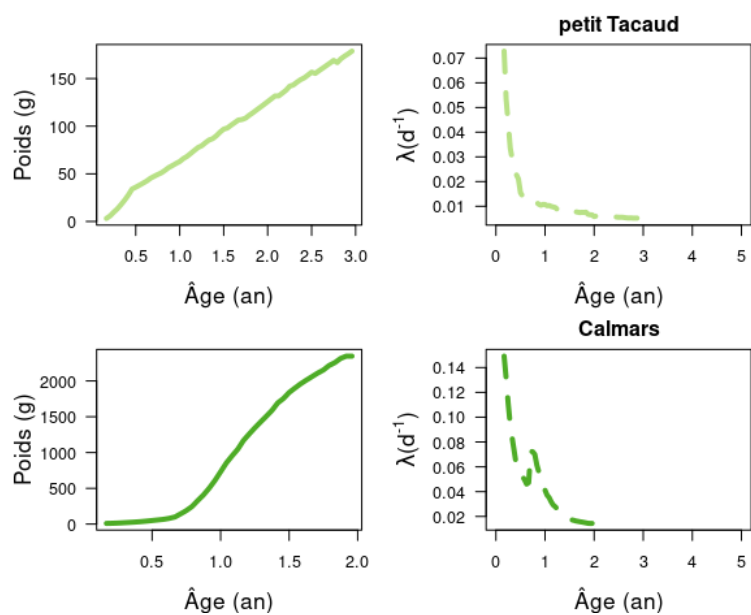 petit Tacaud
Poids (g)
150
100
50
0
0.5 1.0 1.5 2.0 2.5 3.0
Âge (an)
λ(d⁻¹)
0.07
0.06
0.05
0.04
0.03
0.02
0.01
0 1 2 3 4 5
Âge (an)
Calmars
Poids (g)
2000
1500
1000
500
0
0.5 1.0 1.5 2.0
Âge (an)
λ(d⁻¹)
0.14
0.12
0.10
0.08
0.06
0.04
0.02
0 1 2 3 4 5
Âge (an)